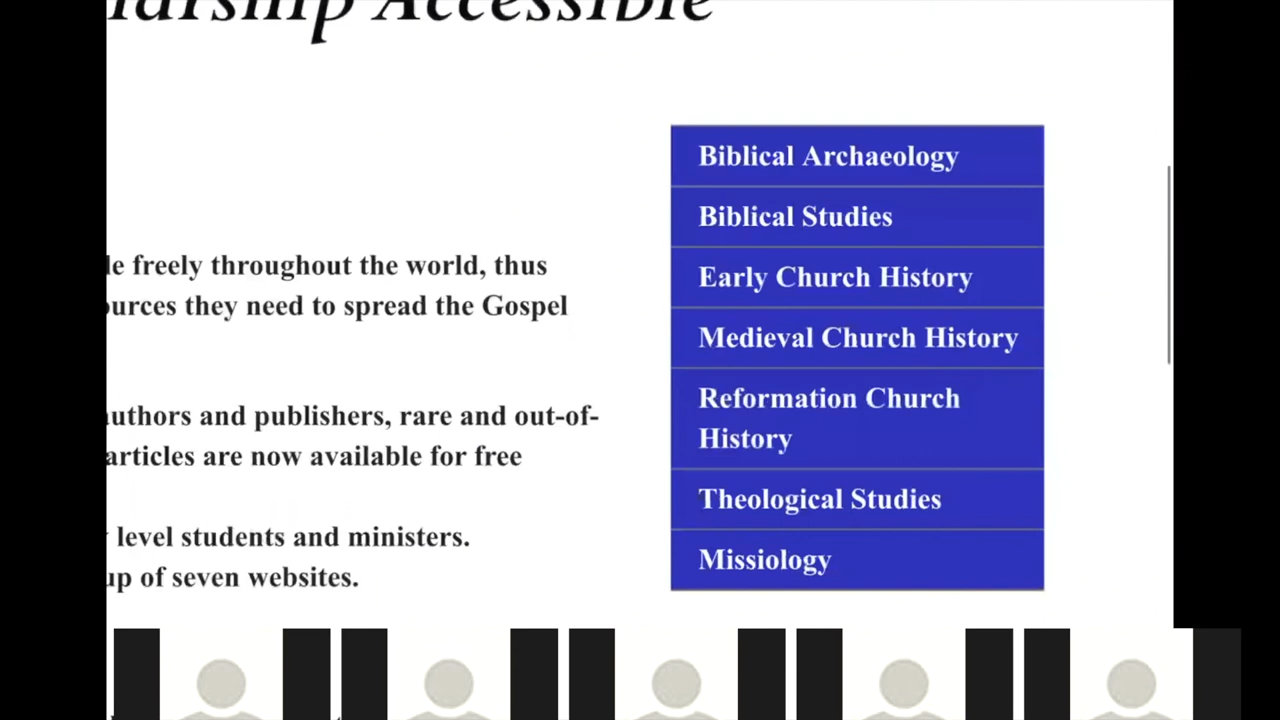 Accessible
le freely throughout the world, thus
ources they need to spread the Gospel
authors and publishers, rare and out-of-
articles are now available for free
level students and ministers.
up of seven websites.
Biblical Archaeology
Biblical Studies
Early Church History
Medieval Church History
Reformation Church
History
Theological Studies
Missiology